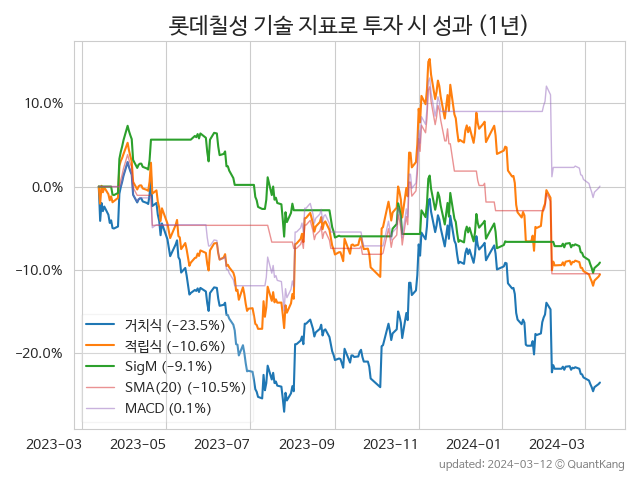 롯데칠성 기술 지표로 투자 시 성과 (1년)
10.0%
0.0%
−10.0%
−20.0%
거치식 (−23.5%)
적립식 (−10.6%)
SigM (−9.1%)
SMA(20) (−10.5%)
MACD (0.1%)
2023-03 2023-05 2023-07 2023-09 2023-11 2024-01 2024-03
updated: 2024-03-12 ⓒ QuantKang